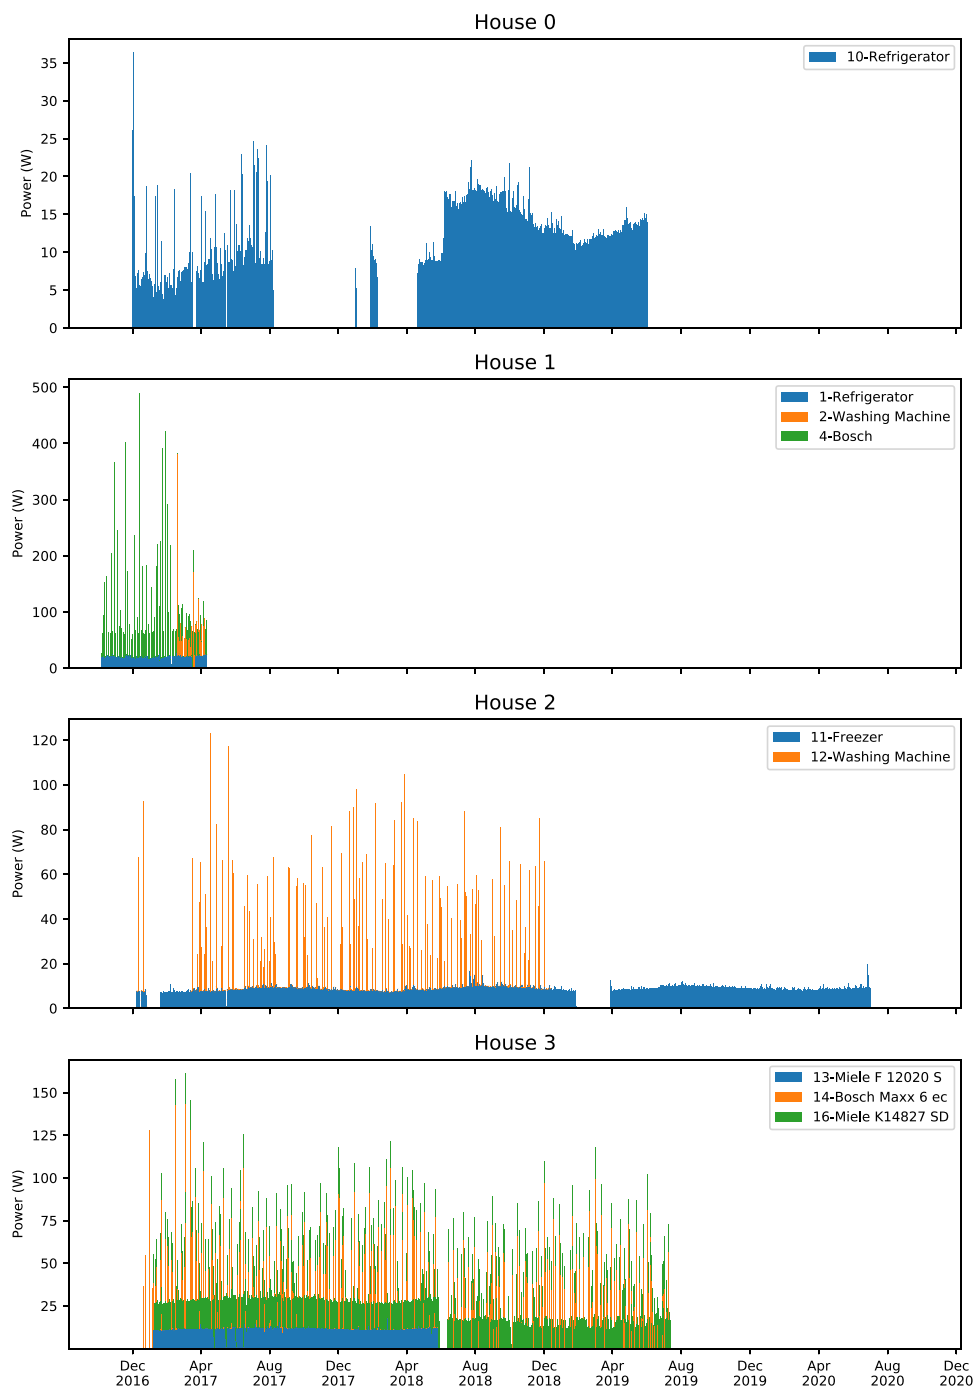 House 0
10-Refrigerator
Power (W)
35
30
25
20
15
10
5
0
House 1
1-Refrigerator
2-Washing Machine
4-Bosch
Power (W)
500
400
300
200
100
0
House 2
11-Freezer
12-Washing Machine
Power (W)
120
100
80
60
40
20
0
House 3
13-Miele F 12020 S
14-Bosch Maxx 6 ec
16-Miele K14827 SD
Power (W)
150
125
100
75
50
25
Dec Apr Aug Dec Apr Aug Dec Apr Aug Dec Apr Aug Dec
2016 2017 2017 2017 2018 2018 2018 2019 2019 2019 2020 2020 2020